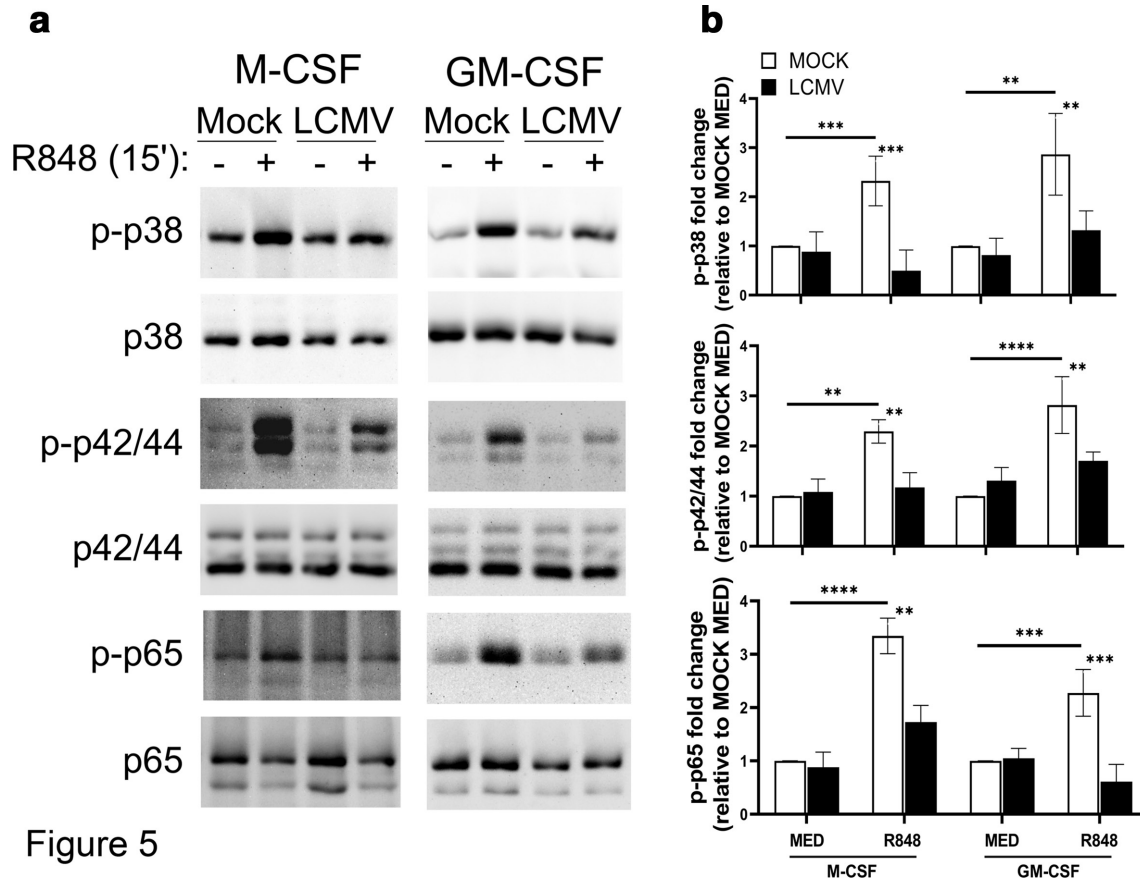 a
M-CSF GM-CSF
Mock LCMV Mock LCMV
R848 (15'): - + - + - + - +
p-p38
p38
p-p42/44
p42/44
p-p65
p65
Figure 5
b
MOCK
LCMV
p-p38 fold change
(relative to MOCK MED)
4
3
2
1
0
*** *** ** **
p-p42/44 fold change
(relative to MOCK MED)
4
3
2
1
0
** ** **** **
p-p65 fold change
(relative to MOCK MED)
4
3
2
1
0
**** ** *** ***
MED R848 MED R848
M-CSF GM-CSF